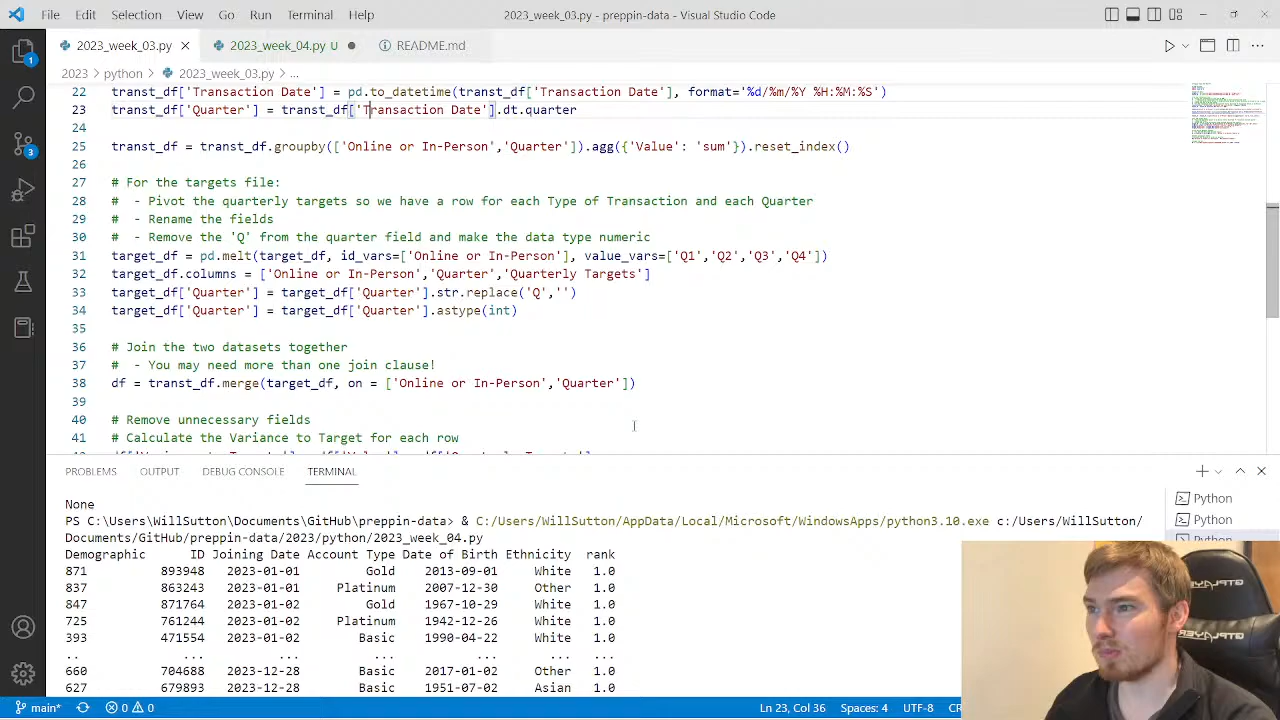 File Edit Selection View Go Run Terminal Help 2023_week_03.py - preppin-data - Visual Studio Code
2023_week_03.py 2023_week_04.py U README.md
2023 > python > 2023_week_03.py > ...
22 transt_df['Transaction Date'] = pd.to_datetime(transt_df['Transaction Date'], format='%d/%m/%Y %H:%M:%S')
23 transt_df['Quarter'] = transt_df['Transaction Date'].dt.quarter
24
25 transt_df = transt_df.groupby(['Online or In-Person','Quarter']).agg({'Value': 'sum'}).reset_index()
26
27 # For the targets file:
28 #  - Pivot the quarterly targets so we have a row for each Type of Transaction and each Quarter
29 #  - Rename the fields
30 #  - Remove the 'Q' from the quarter field and make the data type numeric
31 target_df = pd.melt(target_df, id_vars=['Online or In-Person'], value_vars=['Q1','Q2','Q3','Q4'])
32 target_df.columns = ['Online or In-Person','Quarter','Quarterly Targets']
33 target_df['Quarter'] = target_df['Quarter'].str.replace('Q','')
34 target_df['Quarter'] = target_df['Quarter'].astype(int)
35
36 # Join the two datasets together
37 #  - You may need more than one join clause!
38 df = transt_df.merge(target_df, on = ['Online or In-Person','Quarter'])
39
40 # Remove unnecessary fields
41 # Calculate the Variance to Target for each row
PROBLEMS OUTPUT DEBUG CONSOLE TERMINAL
None
PS C:\Users\WillSutton\Documents\GitHub\preppin-data> & C:/Users/WillSutton/AppData/Local/Microsoft/WindowsApps/python3.10.exe c:/Users/WillSutton/
Documents/GitHub/preppin-data/2023/python/2023_week_04.py
Demographic ID Joining Date Account Type Date of Birth Ethnicity rank
871 893948 2023-01-01 Gold 2013-09-01 White 1.0
837 863243 2023-01-01 Platinum 2007-12-30 Other 1.0
847 871764 2023-01-02 Gold 1967-10-29 White 1.0
725 761244 2023-01-02 Platinum 1942-12-26 White 1.0
393 471554 2023-01-02 Basic 1990-04-22 White 1.0
.. ... ... ... ... ... ...
660 704688 2023-12-28 Basic 2017-01-02 Other 1.0
627 679893 2023-12-28 Basic 1951-07-02 Asian 1.0
Python
Python
Python
1
3
GTPLAYER
GTPLAYER
main* 0 0 Ln 23, Col 36 Spaces: 4 UTF-8 CR